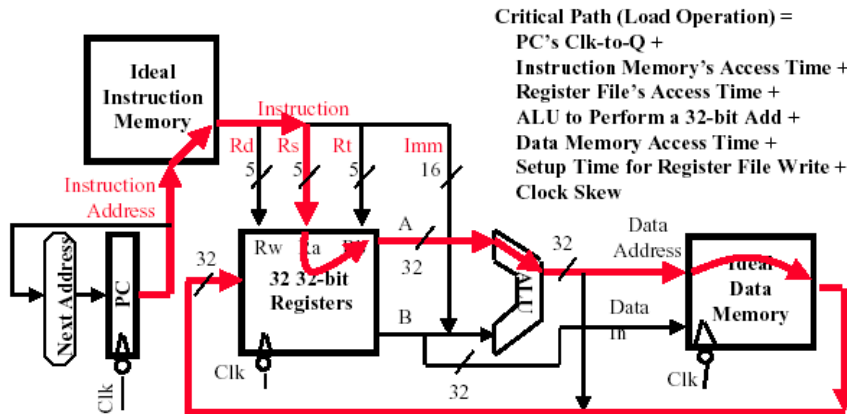 Critical Path (Load Operation) =
PC's Clk-to-Q +
Instruction Memory's Access Time +
Register File's Access Time +
ALU to Perform a 32-bit Add +
Data Memory Access Time +
Setup Time for Register File Write +
Clock Skew
Ideal
Instruction
Memory
Instruction
Rd
Rs
Rt
Imm
5
5
5
16
Instruction
Address
Next Address
PC
Clk
32
Rw
32 32-bit
Registers
Clk
A
32
B
32
ALU
32
Data
Address
Data
In
Ideal
Data
Memory
Clk